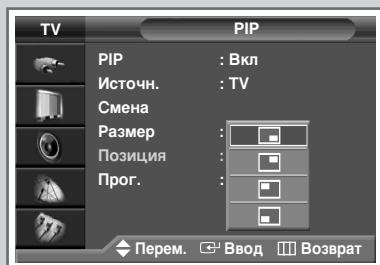 TV PIP
PIP : Вкл
Источн. : TV
Смена
Размер :
Позиция :
Прог. :
Перем. Ввод Возврат